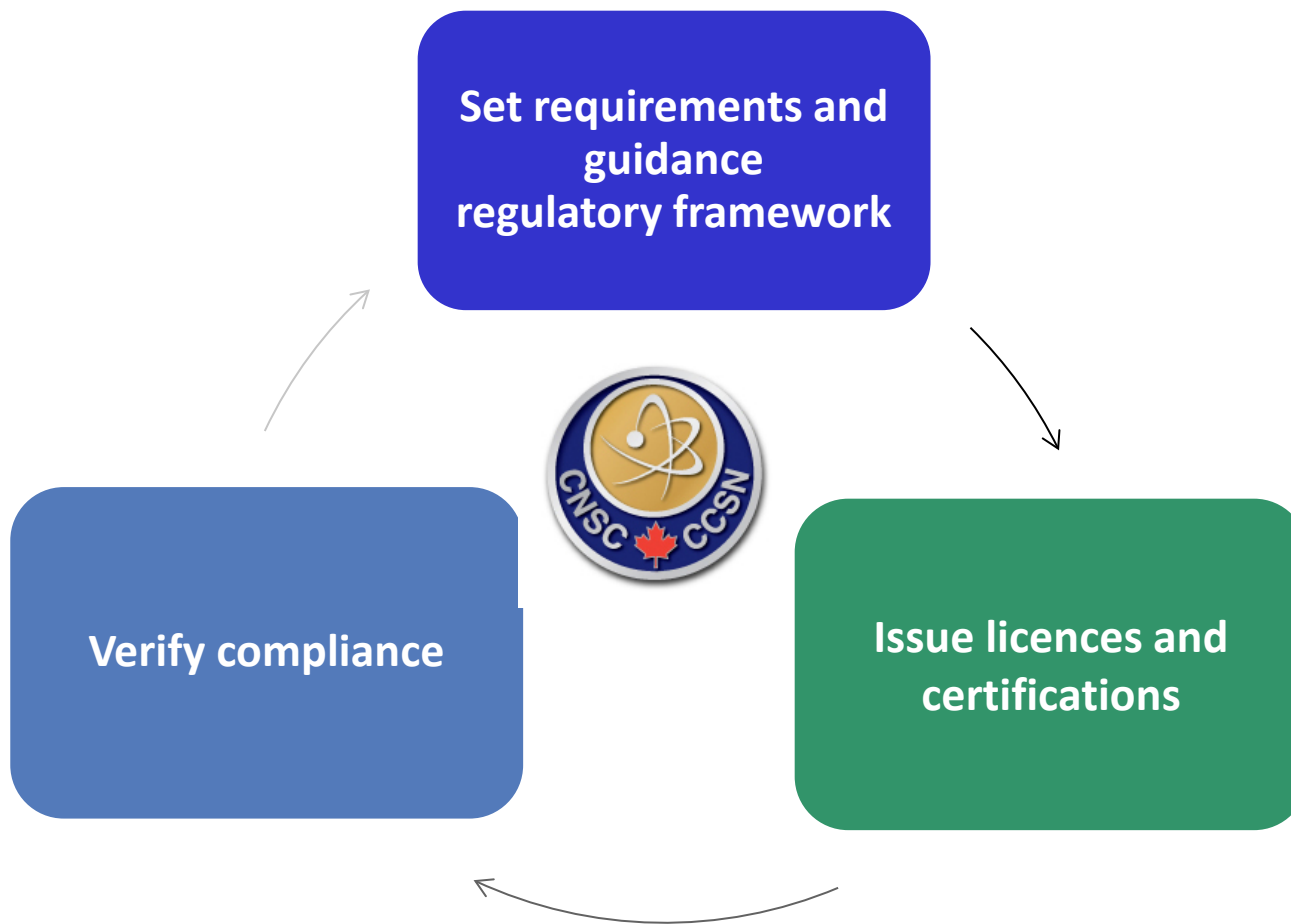 Set requirements and
guidance
regulatory framework
CNSC CCSN
Verify compliance
Issue licences and
certifications